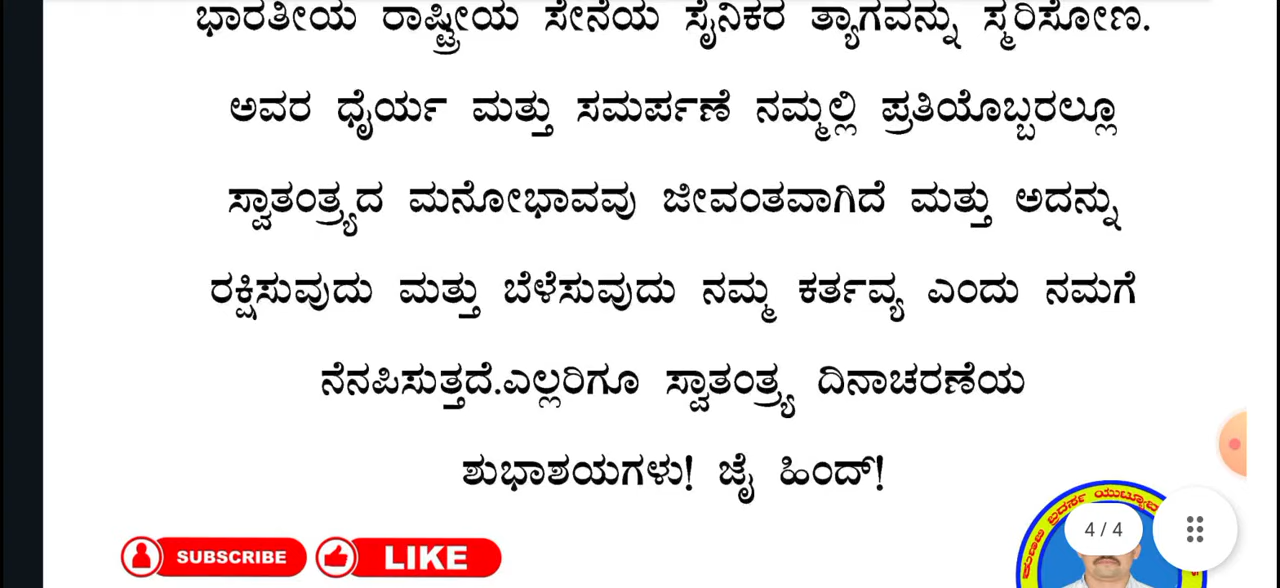 ಭಾರತೀಯ ರಾಷ್ಟ್ರೀಯ ಸೇನೆಯ ಸೈನಿಕರ ತ್ಯಾಗವನ್ನು ಸ್ಮರಿಸೋಣ.
ಅವರ ಧೈರ್ಯ ಮತ್ತು ಸಮರ್ಪಣೆ ನಮ್ಮಲ್ಲಿ ಪ್ರತಿಯೊಬ್ಬರಲ್ಲೂ
ಸ್ವಾತಂತ್ರ್ಯದ ಮನೋಭಾವವು ಜೀವಂತವಾಗಿದೆ ಮತ್ತು ಅದನ್ನು
ರಕ್ಷಿಸುವುದು ಮತ್ತು ಬೆಳೆಸುವುದು ನಮ್ಮ ಕರ್ತವ್ಯ ಎಂದು ನಮಗೆ
ನೆನಪಿಸುತ್ತದೆ.ಎಲ್ಲರಿಗೂ ಸ್ವಾತಂತ್ರ್ಯ ದಿನಾಚರಣೆಯ
ಶುಭಾಶಯಗಳು! ಜೈ ಹಿಂದ್!
4 / 4
SUBSCRIBE LIKE